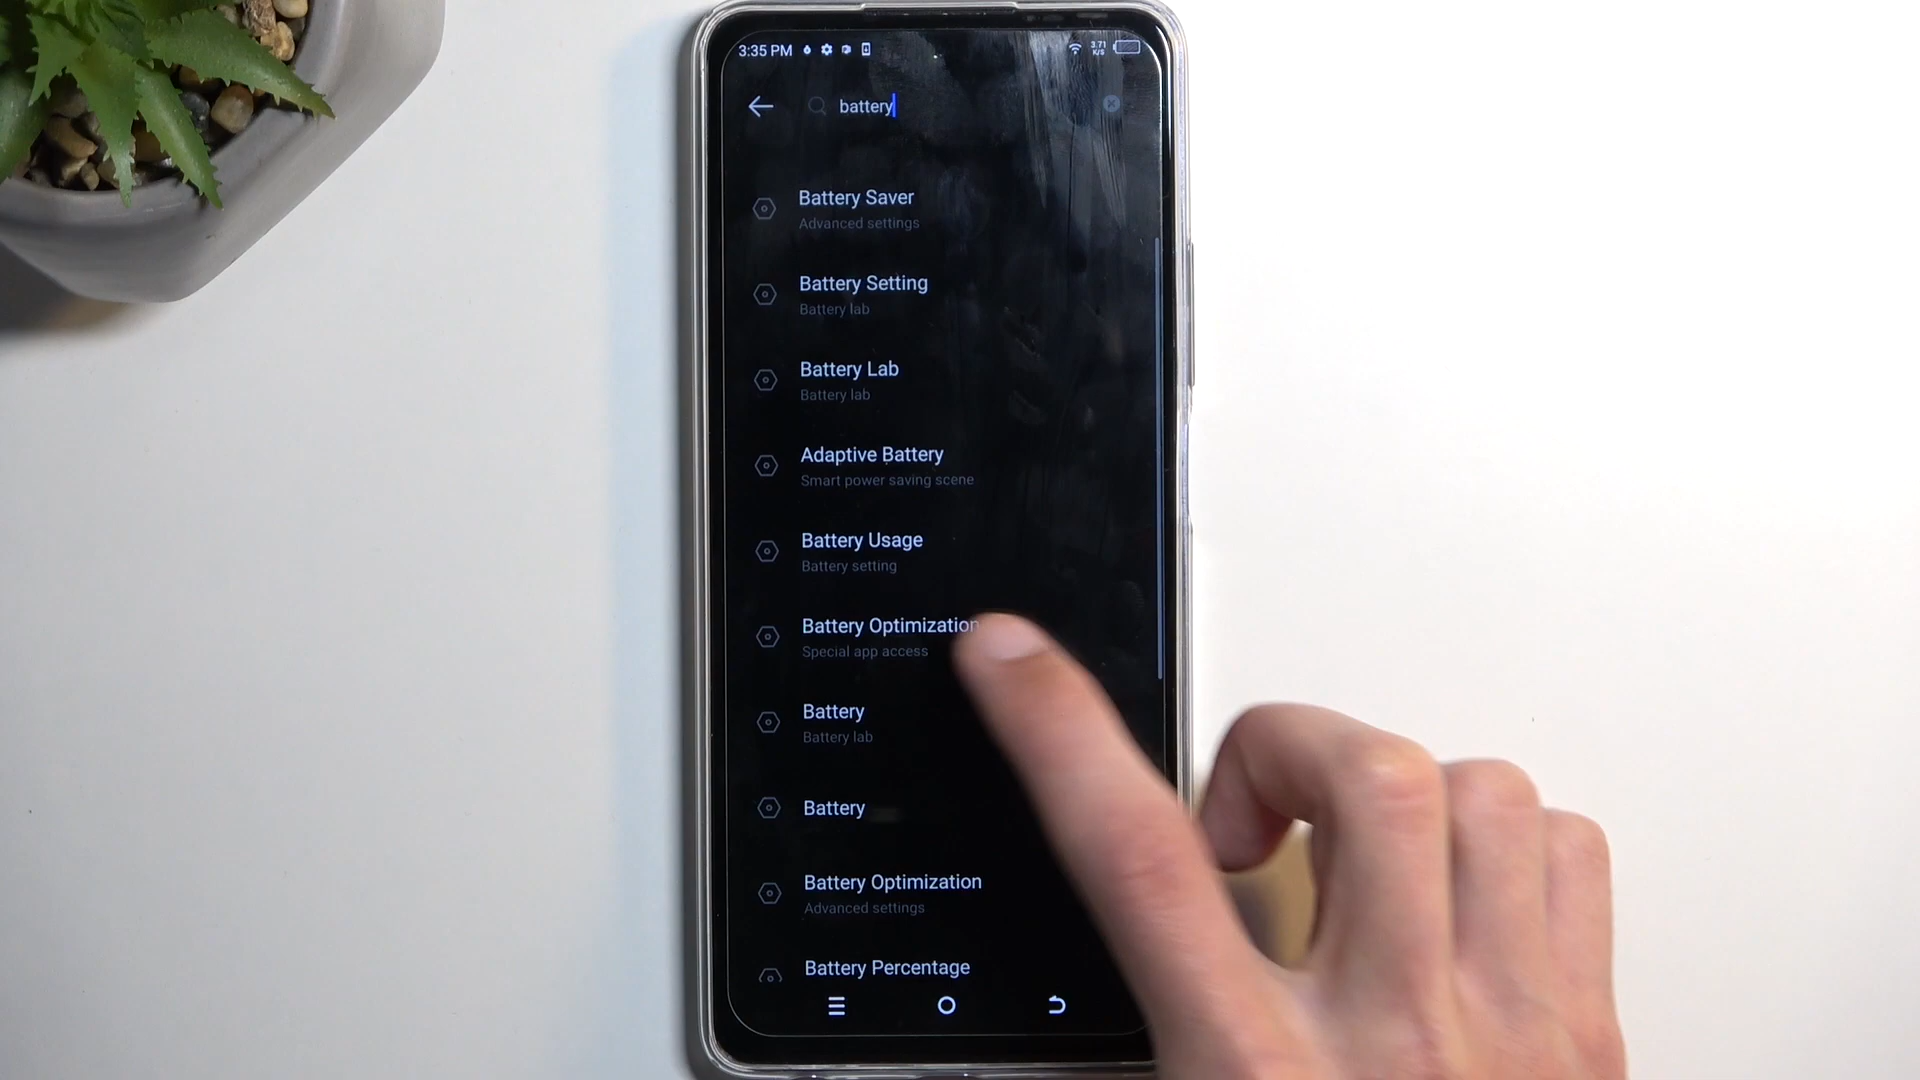 3:35 PM
3.71
K/S
battery
Battery Saver
Advanced settings
Battery Setting
Battery lab
Battery Lab
Battery lab
Adaptive Battery
Smart power saving scene
Battery Usage
Battery setting
Battery Optimization
Special app access
Battery
Battery lab
Battery
Battery Optimization
Advanced settings
Battery Percentage